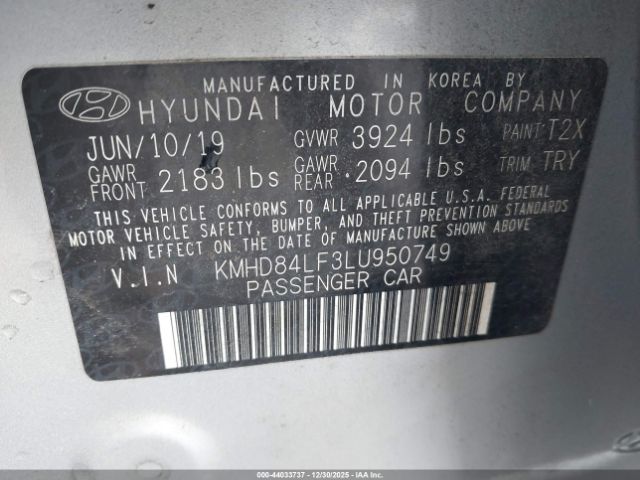 MANUFACTURED IN KOREA BY
HYUNDAI MOTOR COMPANY
JUN/10/19 GVWR 3924 lbs PAINT: T2X
GAWR FRONT 2183 lbs GAWR REAR 2094 lbs TRIM TRY
THIS VEHICLE CONFORMS TO ALL APPLICABLE U.S.A. FEDERAL
MOTOR VEHICLE SAFETY, BUMPER, AND THEFT PREVENTION STANDARDS
IN EFFECT ON THE DATE OF MANUFACTURE SHOWN ABOVE
V.I.N KMHD84LF3LU950749
PASSENGER CAR
000-44033737 - 12/30/2025 - IAAI.COM